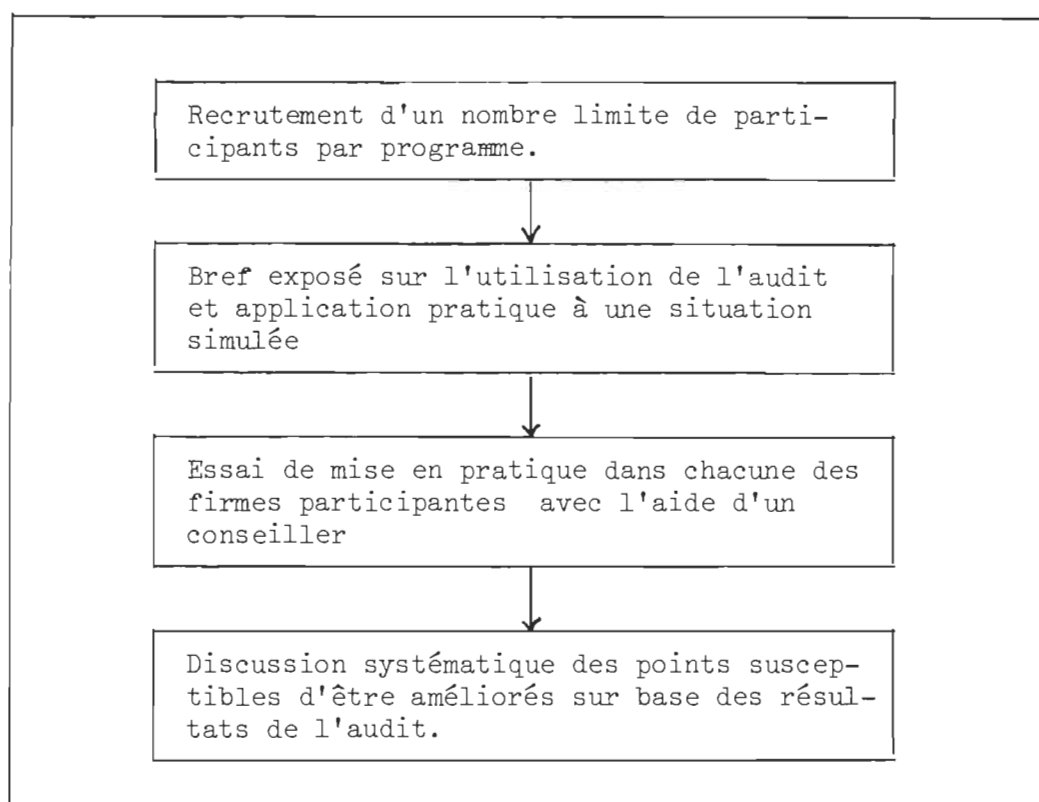 Recrutement d'un nombre limite de parti-
cipants par programme.
Bref exposé sur l'utilisation de l'audit
et application pratique à une situation
simulée
Essai de mise en pratique dans chacune des
firmes participantes avec l'aide d'un
conseiller
Discussion systématique des points suscep-
tibles d'être améliorés sur base des résul-
tats de l'audit.